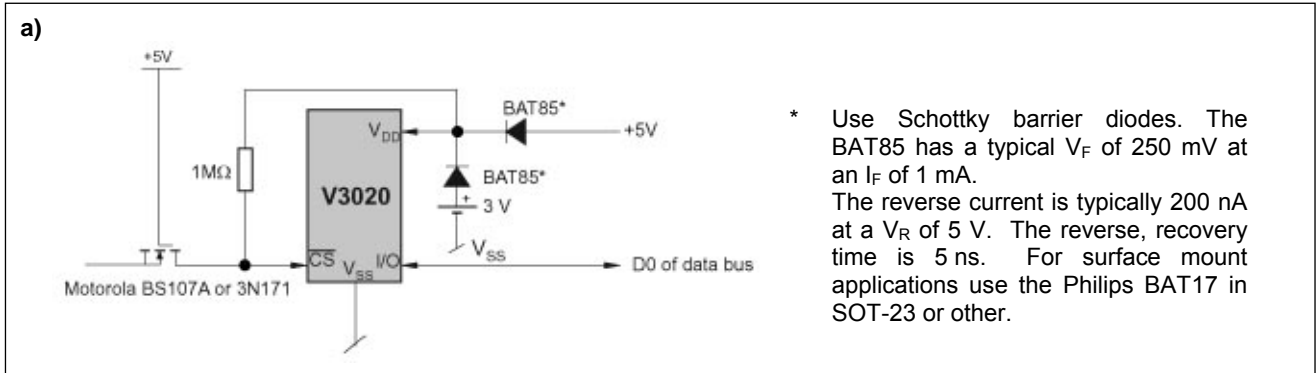 a)
+5V
BAT85*
V_DD
+5V
1MΩ
BAT85*
V3020
+
3 V
V_SS
CS̅ V_SS I/O
D0 of data bus
Motorola BS107A or 3N171
* Use Schottky barrier diodes. The
BAT85 has a typical V_F of 250 mV at
an I_F of 1 mA.
The reverse current is typically 200 nA
at a V_R of 5 V. The reverse, recovery
time is 5 ns. For surface mount
applications use the Philips BAT17 in
SOT-23 or other.